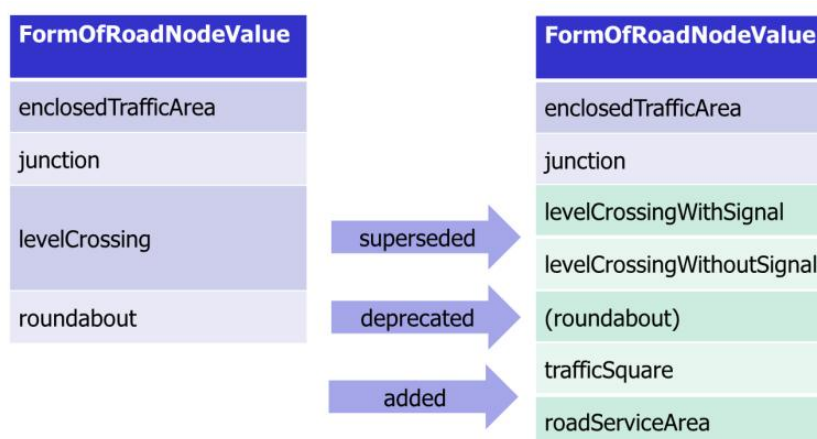 FormOfRoadNodeValue
enclosedTrafficArea
junction
levelCrossing
roundabout
superseded
deprecated
added
FormOfRoadNodeValue
enclosedTrafficArea
junction
levelCrossingWithSignal
levelCrossingWithoutSignal
(roundabout)
trafficSquare
roadServiceArea